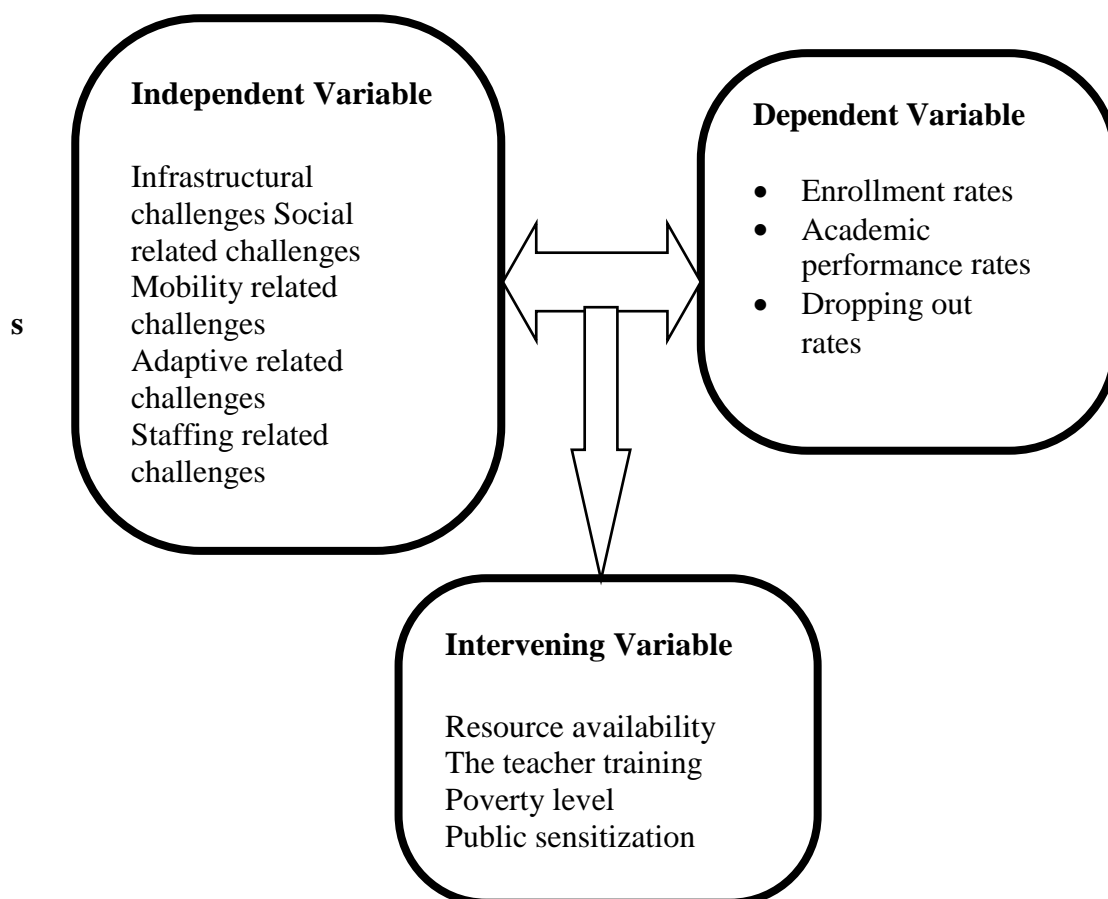 Independent Variable
Infrastructural
challenges Social
related challenges
Mobility related
challenges
Adaptive related
challenges
Staffing related
challenges
s
Dependent Variable
• Enrollment rates
• Academic
performance rates
• Dropping out
rates
Intervening Variable
Resource availability
The teacher training
Poverty level
Public sensitization